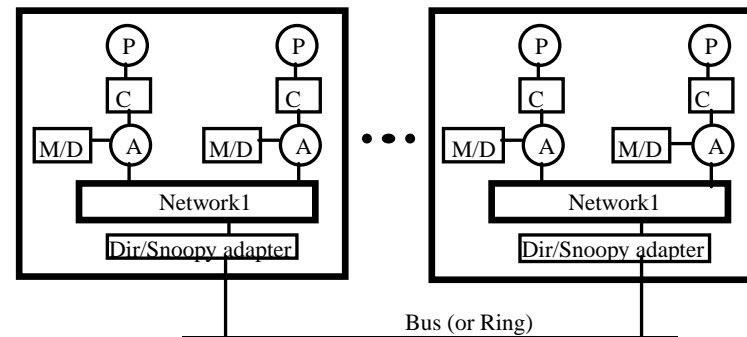 P P P P
C C C C
M/D A M/D A M/D A M/D A
Network1 Network1
Dir/Snoopy adapter Dir/Snoopy adapter
Bus (or Ring)